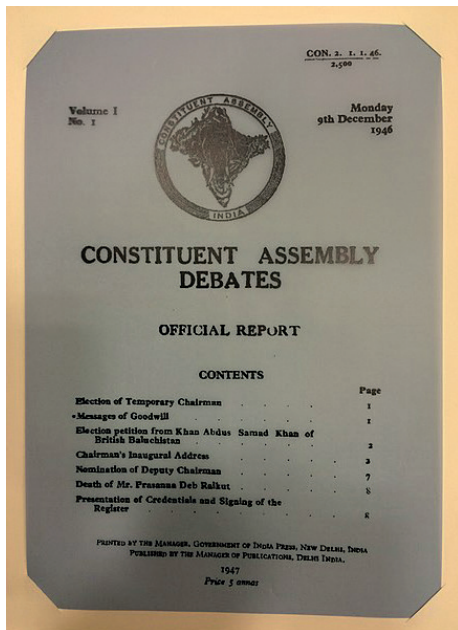 CON. 2. 1. 1. 46.
2,500
Volume I
No. 1
Monday
9th December
1946
CONSTITUENT ASSEMBLY
INDIA
CONSTITUENT ASSEMBLY
DEBATES
OFFICIAL REPORT
CONTENTS
Page
Election of Temporary Chairman . . . . . 1
*Messages of Goodwill . . . . . . 1
Election petition from Khan Abdus Samad Khan of
British Baluchistan . . . . . . 2
Chairman's Inaugural Address . . . . . 2
Nomination of Deputy Chairman . . . . . 7
Death of Mr. Prasanna Deb Raikut . . . . . 8
Presentation of Credentials and Signing of the
Register . . . . . . . 8
PRINTED BY THE MANAGER, GOVERNMENT OF INDIA PRESS, NEW DELHI, INDIA
PUBLISHED BY THE MANAGER OF PUBLICATIONS, DELHI INDIA.
1947
Price 5 annas